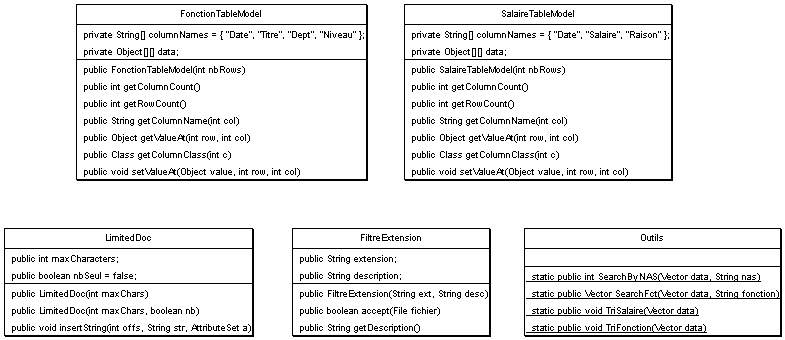 FonctionTableModel
private String[] columnNames = { "Date", "Titre", "Dept", "Niveau" };
private Object[][] data;
public FonctionTableModel(int nbRows)
public int getColumnCount()
public int getRowCount()
public String getColumnName(int col)
public Object getValueAt(int row, int col)
public Class getColumnClass(int c)
public void setValueAt(Object value, int row, int col)
SalaireTableModel
private String[] columnNames = { "Date", "Salaire", "Raison" };
private Object[][] data;
public SalaireTableModel(int nbRows)
public int getColumnCount()
public int getRowCount()
public String getColumnName(int col)
public Object getValueAt(int row, int col)
public Class getColumnClass(int c)
public void setValueAt(Object value, int row, int col)
LimitedDoc
public int maxCharacters;
public boolean nbSeul = false;
public LimitedDoc(int maxChars)
public LimitedDoc(int maxChars, boolean nb)
public void insertString(int offs, String str, AttributeSet a)
FiltreExtension
public String extension;
public String description;
public FiltreExtension(String ext, String desc)
public boolean accept(File fichier)
public String getDescription()
Outils
static public int SearchByNAS(Vector data, String nas)
static public Vector SearchFct(Vector data, String fonction)
static public void TriSalaire(Vector data)
static public void TriFonction(Vector data)